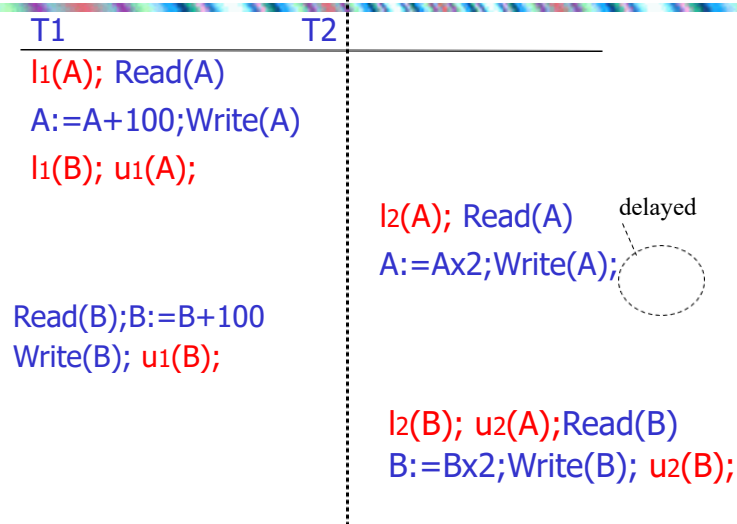 T1 T2
l1(A); Read(A)
A:=A+100;Write(A)
l1(B); u1(A);
l2(A); Read(A) delayed
A:=Ax2;Write(A);
Read(B);B:=B+100
Write(B); u1(B);
l2(B); u2(A);Read(B)
B:=Bx2;Write(B); u2(B);